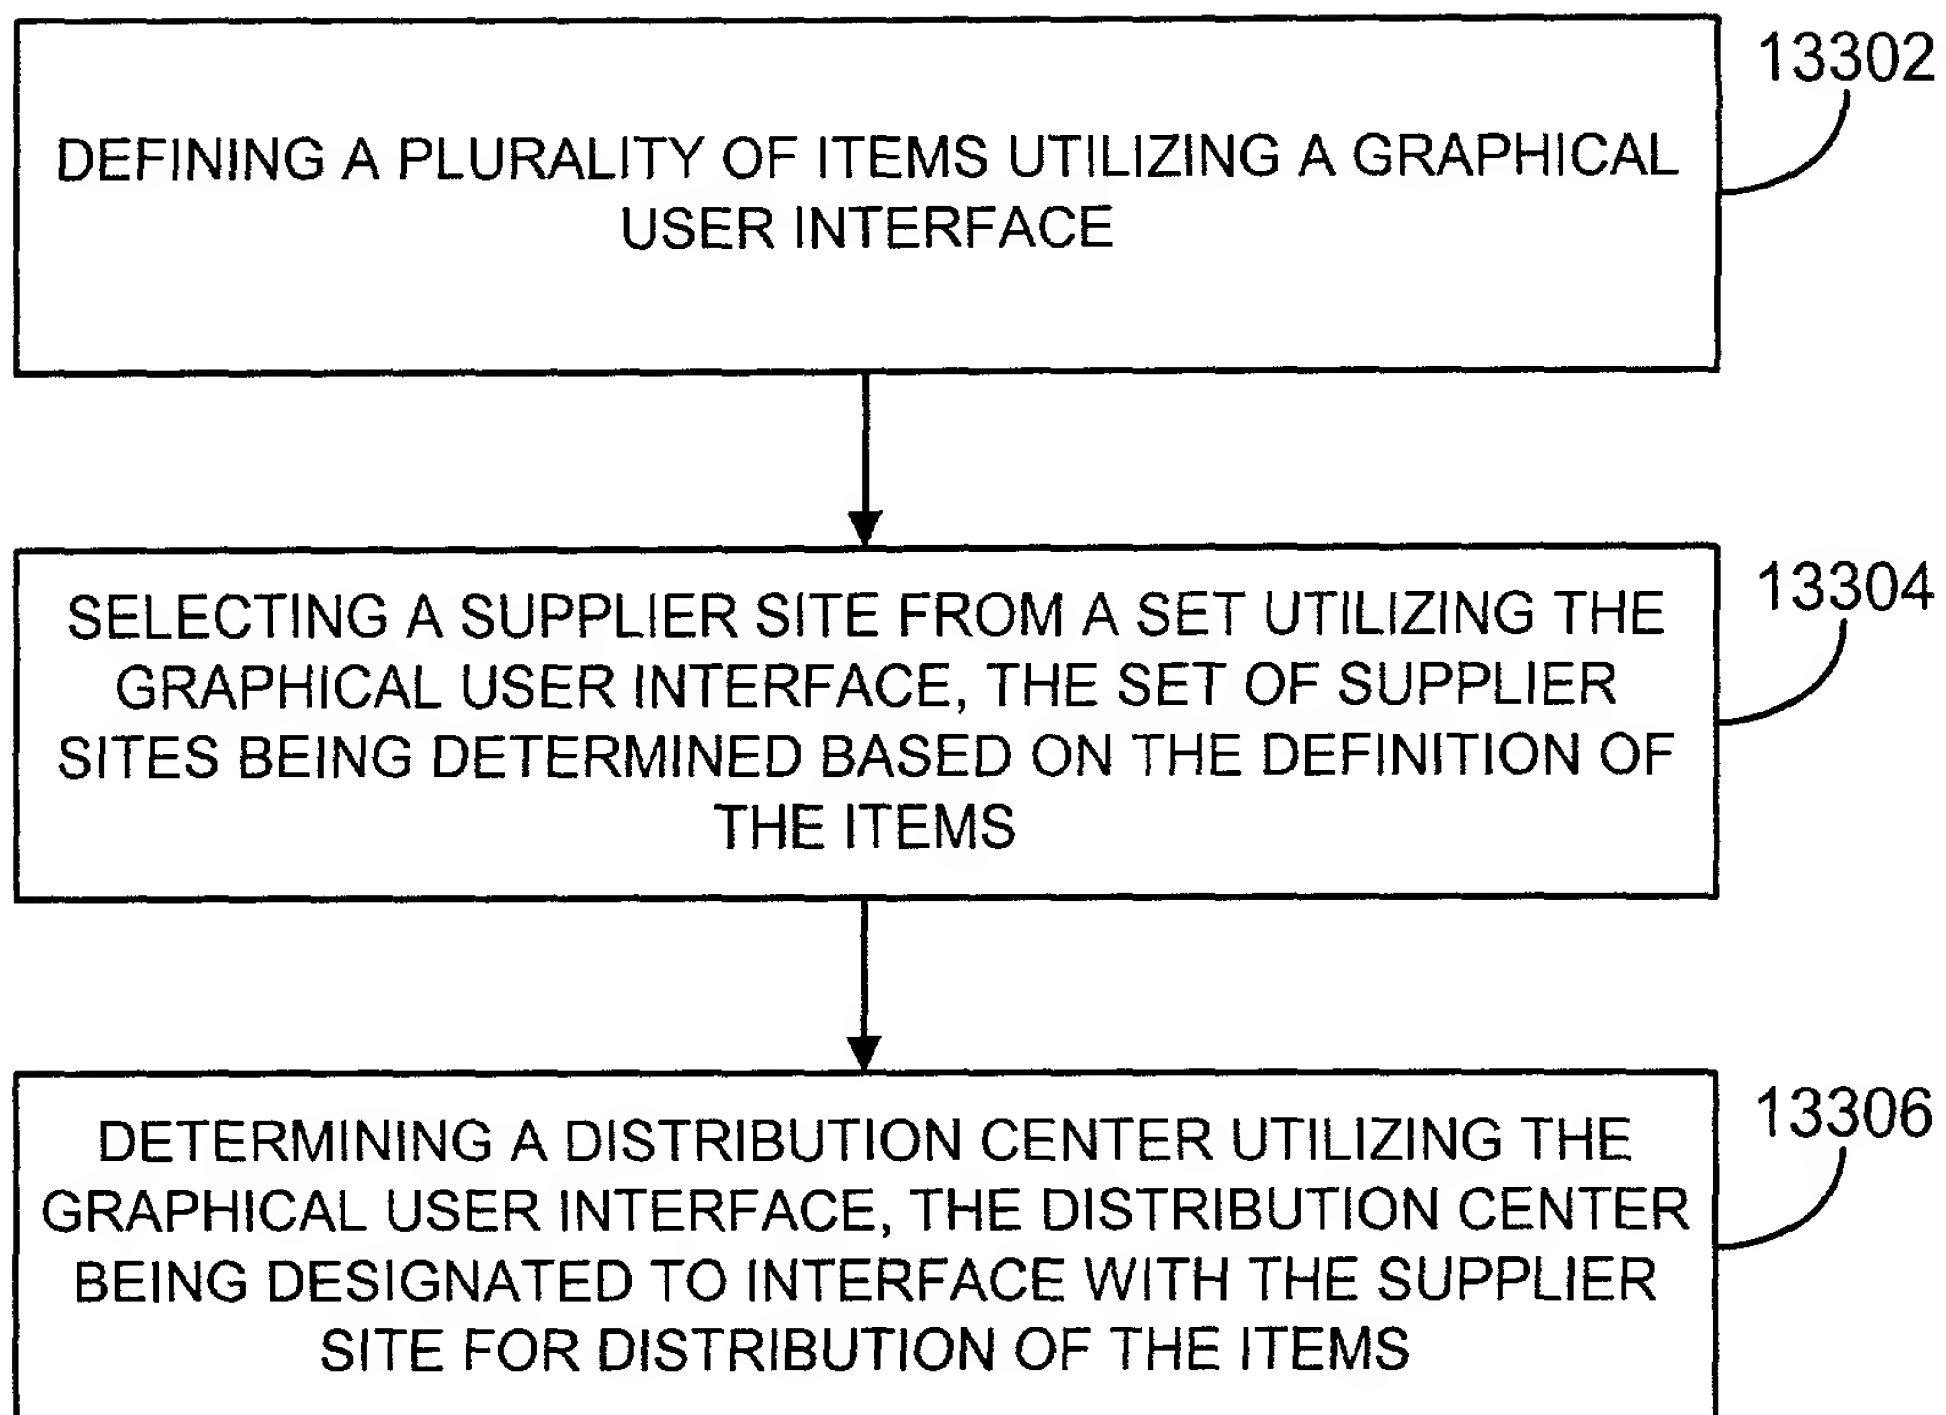 13302
DEFINING A PLURALITY OF ITEMS UTILIZING A GRAPHICAL
USER INTERFACE
13304
SELECTING A SUPPLIER SITE FROM A SET UTILIZING THE
GRAPHICAL USER INTERFACE, THE SET OF SUPPLIER
SITES BEING DETERMINED BASED ON THE DEFINITION OF
THE ITEMS
13306
DETERMINING A DISTRIBUTION CENTER UTILIZING THE
GRAPHICAL USER INTERFACE, THE DISTRIBUTION CENTER
BEING DESIGNATED TO INTERFACE WITH THE SUPPLIER
SITE FOR DISTRIBUTION OF THE ITEMS